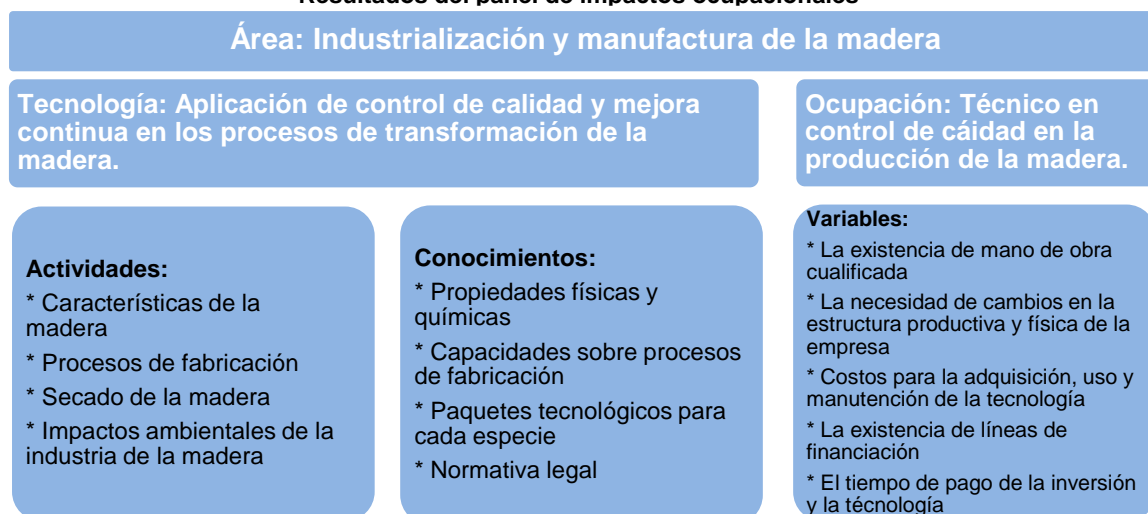 Resultados del panel de impactos ocupacionales
Área: Industrialización y manufactura de la madera
Tecnología: Aplicación de control de calidad y mejora
continua en los procesos de transformación de la
madera.
Ocupación: Técnico en
control de cáidad en la
producción de la madera.
Actividades:
* Características de la
madera
* Procesos de fabricación
* Secado de la madera
* Impactos ambientales de la
industria de la madera
Conocimientos:
* Propiedades físicas y
químicas
* Capacidades sobre procesos
de fabricación
* Paquetes tecnológicos para
cada especie
* Normativa legal
Variables:
* La existencia de mano de obra
cualificada
* La necesidad de cambios en la
estructura productiva y física de la
empresa
* Costos para la adquisición, uso y
manutención de la tecnología
* La existencia de líneas de
financiación
* El tiempo de pago de la inversión
y la técnología